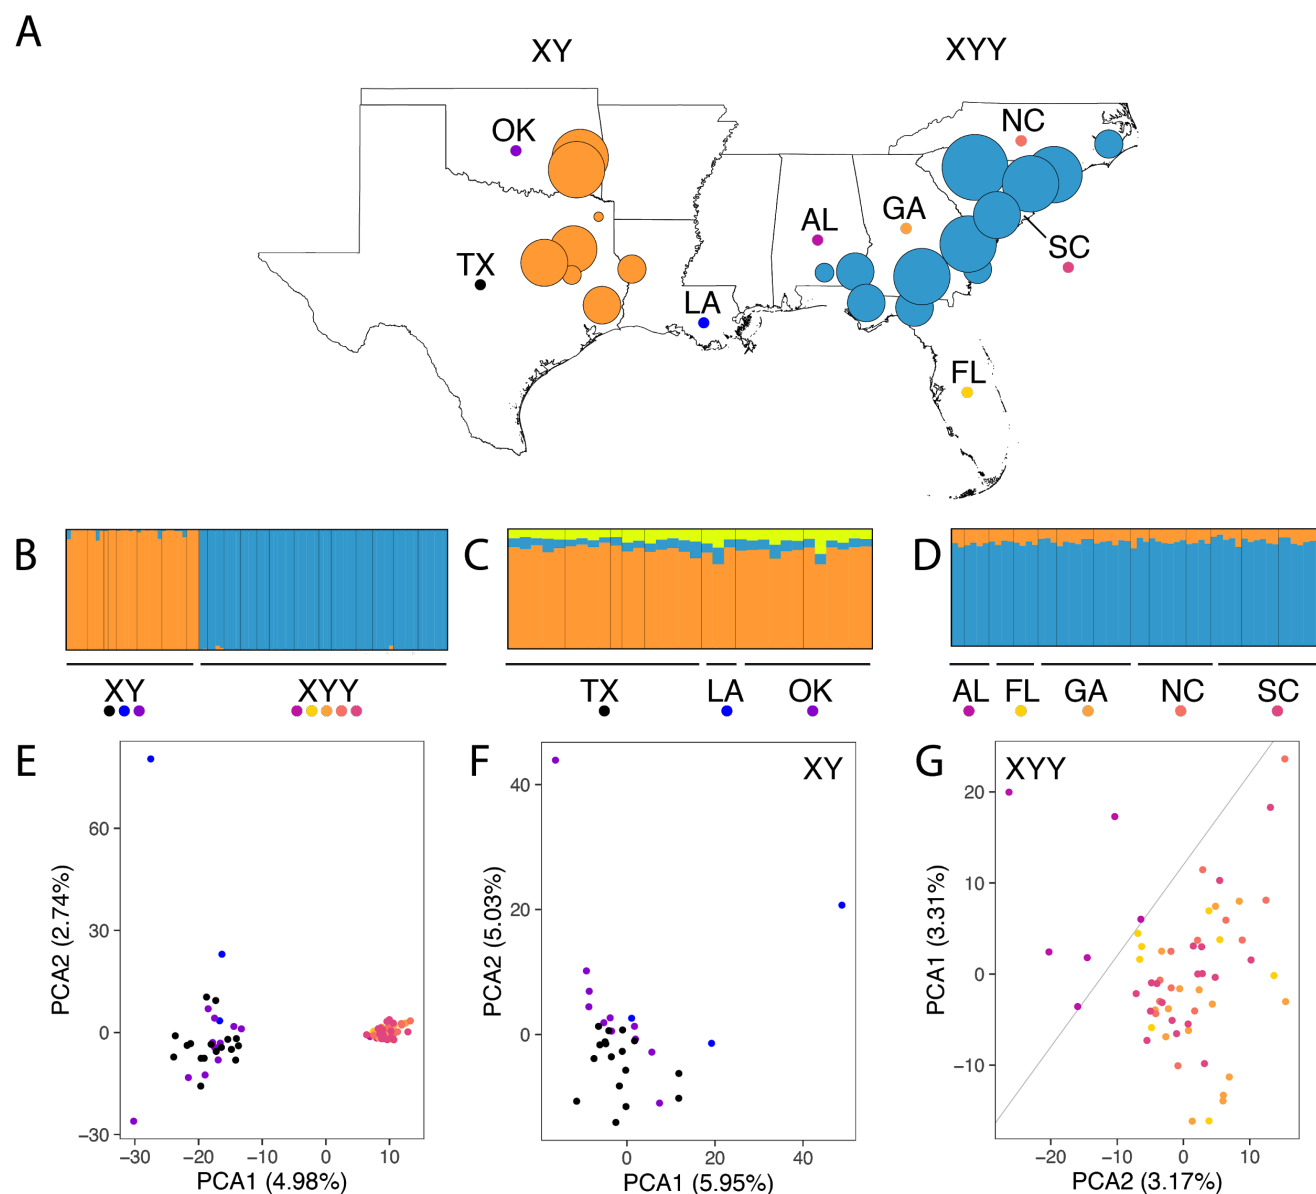 A
XY
XYY
OK
NC
AL
GA
SC
TX
LA
FL
B
C
D
XY
XYY
TX
LA
OK
AL
FL
GA
NC
SC
E
60
30
0
−30
PCA2 (2.74%)
−30
−20
−10
0
10
PCA1 (4.98%)
F
XY
40
20
0
PCA2 (5.03%)
0
20
40
PCA1 (5.95%)
G
XYY
20
10
0
−10
PCA1 (3.31%)
−20
−10
0
10
PCA2 (3.17%)